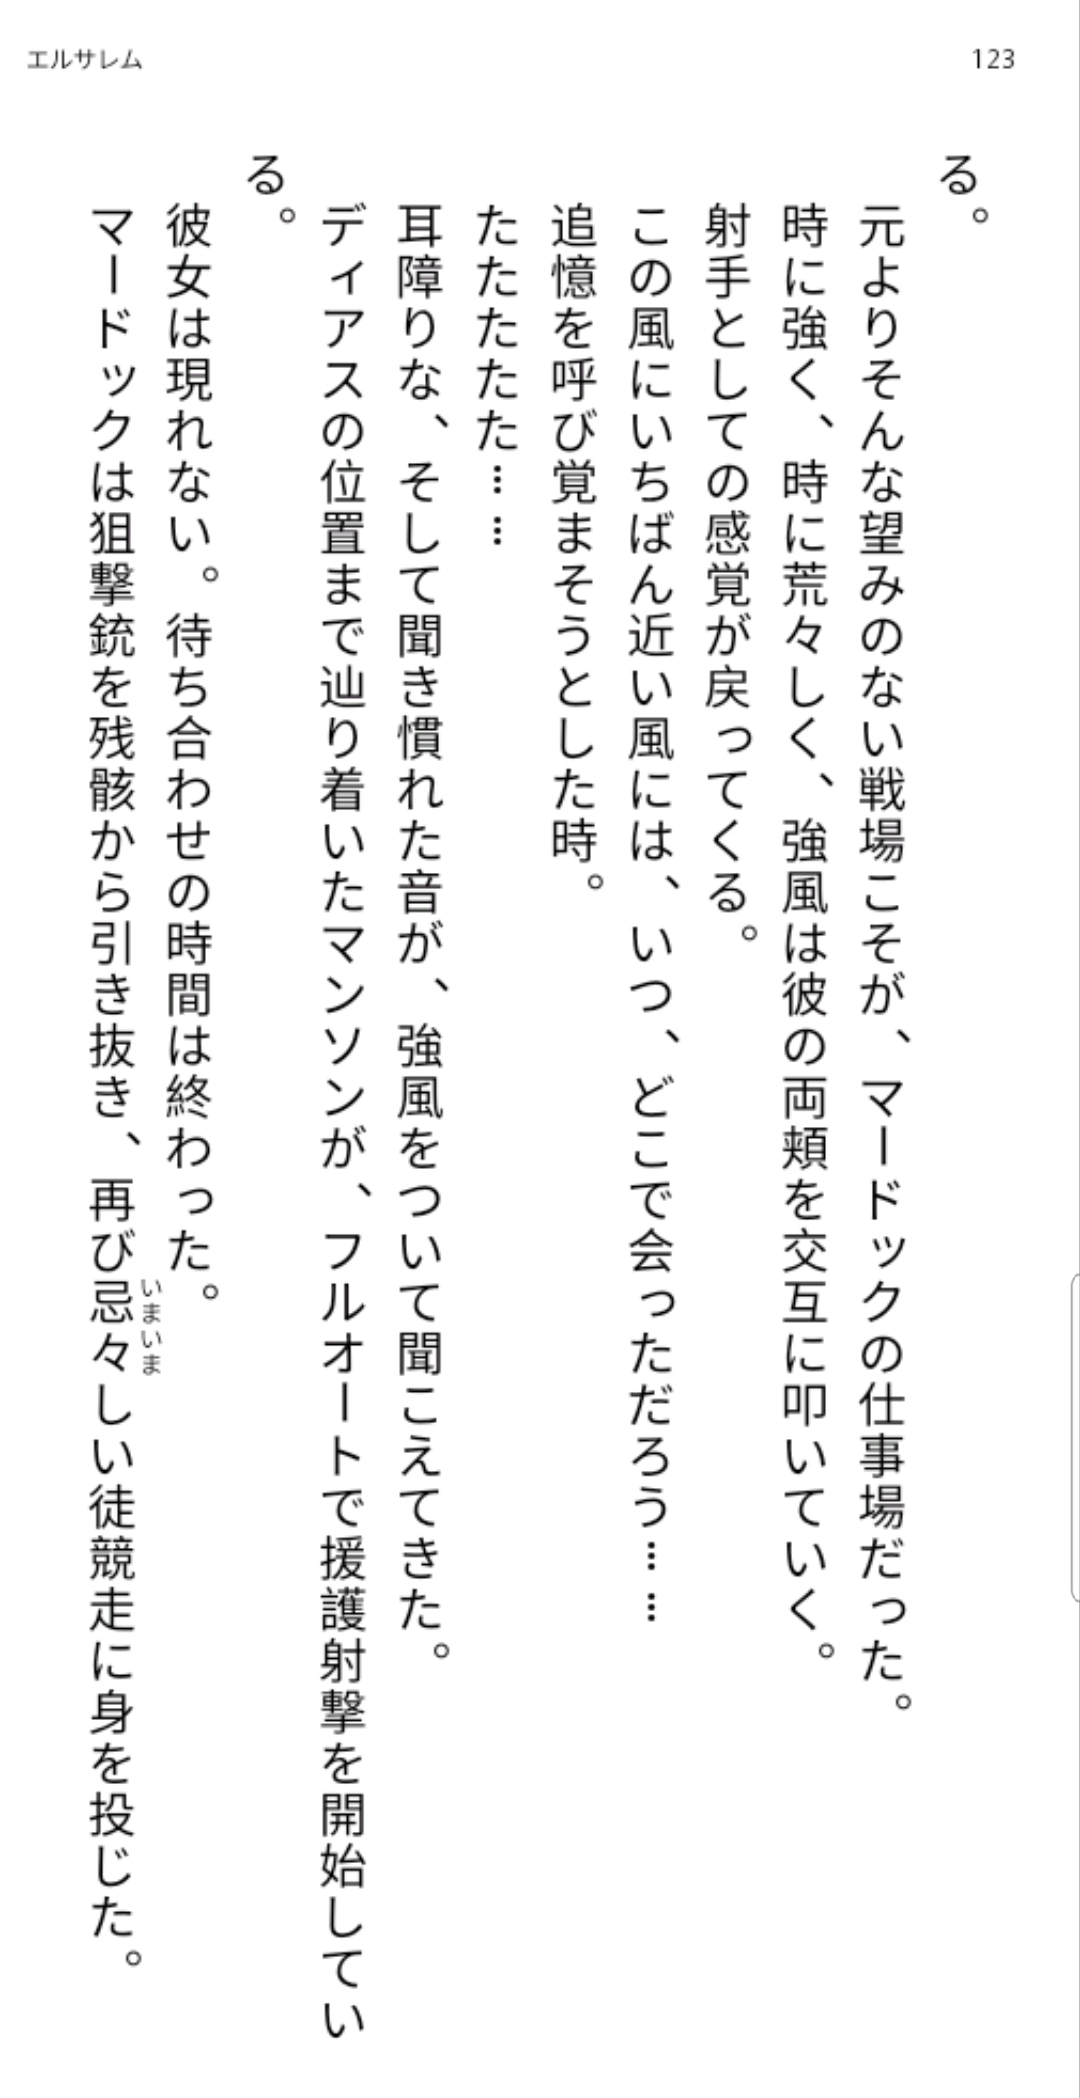 エルサレム
123
る。
元よりそんな望みのない戦場こそが、マードックの仕事場だった。
時に強く、時に荒々しく、強風は彼の両頬を交互に叩いていく。
射手としての感覚が戻ってくる。
この風にいちばん近い風には、いつ、どこで会っただろう……
追憶を呼び覚まそうとした時。
たたたたた……
耳障りな、そして聞き慣れた音が、強風をついて聞こえてきた。
ディアスの位置まで辿り着いたマンソンが、フルオートで援護射撃を開始してい
る。
彼女は現れない。待ち合わせの時間は終わった。
マードックは狙撃銃を残骸から引き抜き、再び忌々しい徒競走に身を投じた。
いまいま